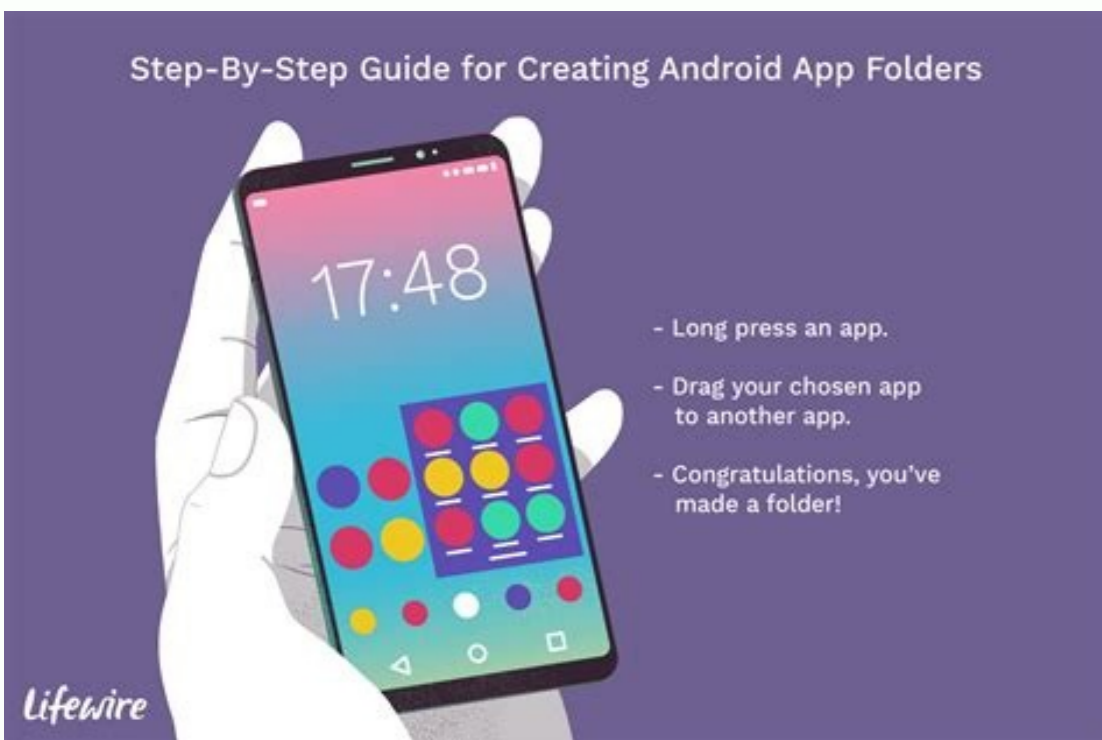 Step-By-Step Guide for Creating Android App Folders
17:48
- Long press an app.
- Drag your chosen app
to another app.
- Congratulations, you've
made a folder!
Lifewire